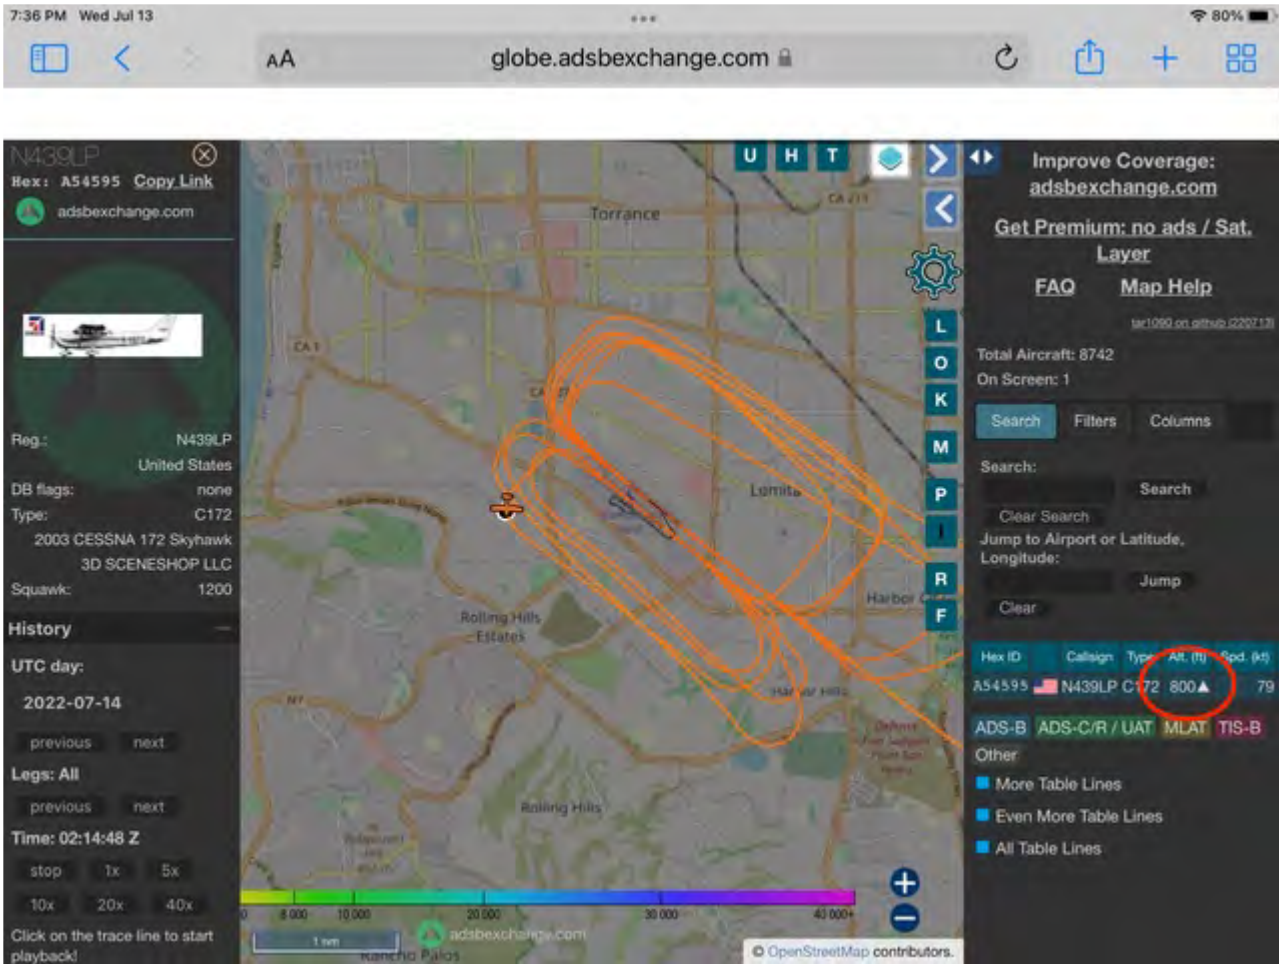 7:36 PM Wed Jul 13
80%
AA
globe.adsbexchange.com
N439LP
Hex: A54595 Copy Link
adsbexchange.com
Reg.: N439LP
United States
DB flags: none
Type: C172
2003 CESSNA 172 Skyhawk
3D SCENESHOP LLC
Squawk: 1200
History
UTC day:
2022-07-14
previous next
Legs: All
previous next
Time: 02:14:48 Z
stop 1x 5x
10x 20x 40x
Click on the trace line to start
playback!
U H T
Torrance
CA 1
Lomita
Rolling Hills
Estates
Harbor Hills
Rolling Hills
N7
L
O
K
M
P
I
R
F
8 000 10 000 20 000 30 000 40 000+
1 nm
adsbexchange.com
Rancho Palos
© OpenStreetMap contributors.
Improve Coverage:
adsbexchange.com
Get Premium: no ads / Sat.
Layer
FAQ Map Help
tar1090 on github (220713)
Total Aircraft: 8742
On Screen: 1
Search Filters Columns
Search:
Search
Clear Search
Jump to Airport or Latitude,
Longitude:
Jump
Clear
Hex ID Callsign Type Alt. (ft) Spd. (kt)
A54595 N439LP C172 800▲ 79
ADS-B ADS-C/R / UAT MLAT TIS-B
Other
More Table Lines
Even More Table Lines
All Table Lines